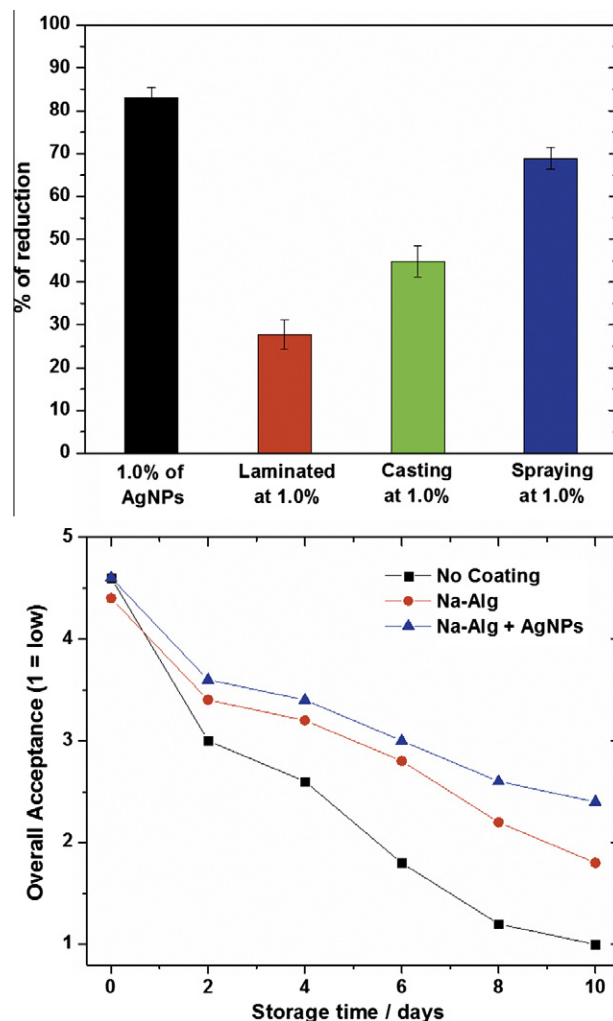 100
90
80
70
60
50
40
30
20
10
0
% of reduction
1.0% of AgNPs
Laminated at 1.0%
Casting at 1.0%
Spraying at 1.0%
5
4
3
2
1
Overall Acceptance (1 = low)
No Coating
Na-Alg
Na-Alg + AgNPs
0 2 4 6 8 10
Storage time / days